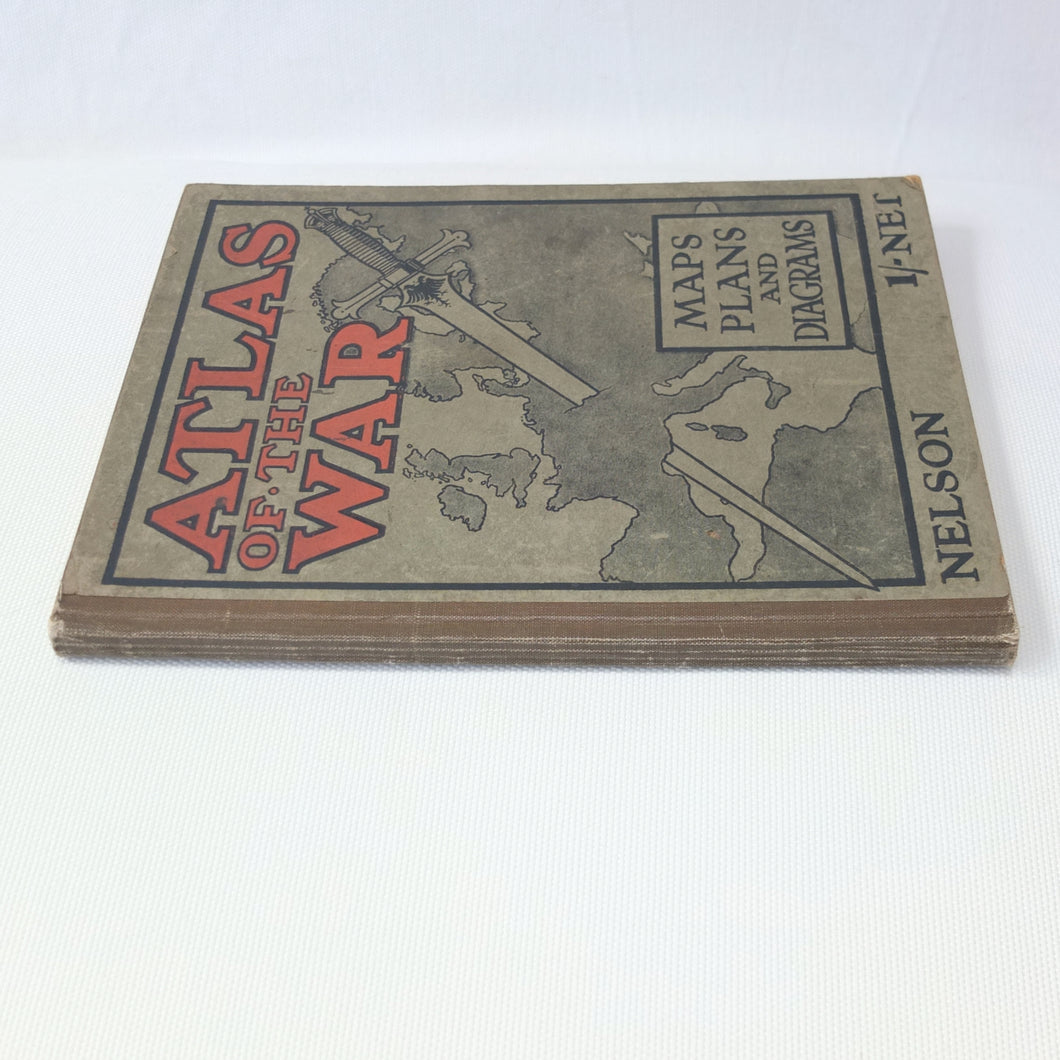 ATLAS
OF·THE
WAR
MAPS
PLANS
AND
DIAGRAMS
NELSON
1/- NET